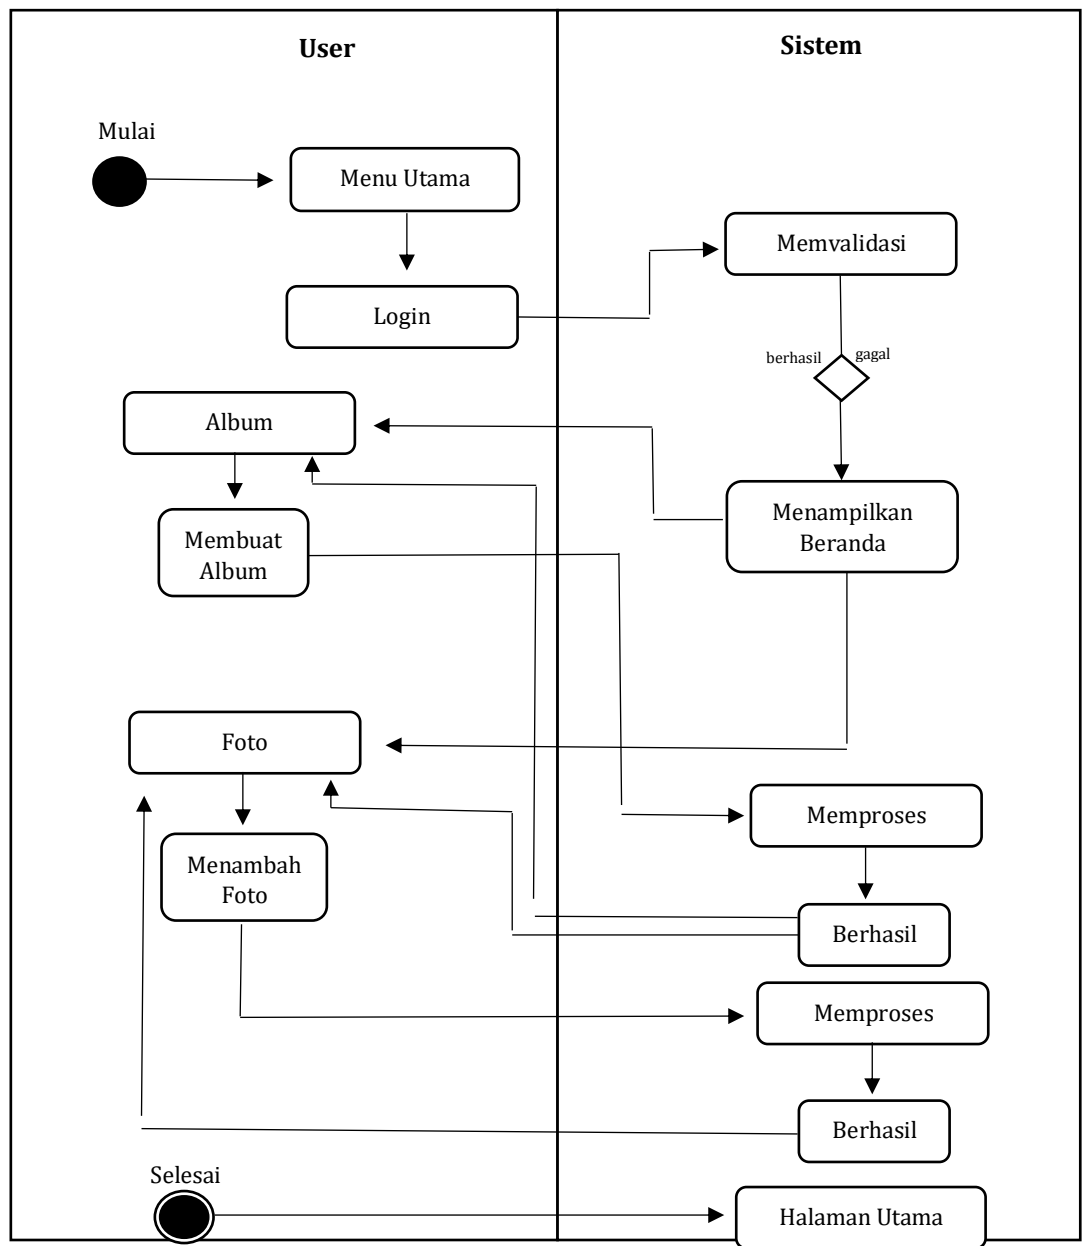 User
Sistem
Mulai
Menu Utama
Memvalidasi
Login
berhasil
gagal
Album
Menampilkan
Beranda
Membuat
Album
Foto
Memproses
Menambah
Foto
Berhasil
Memproses
Berhasil
Selesai
Halaman Utama